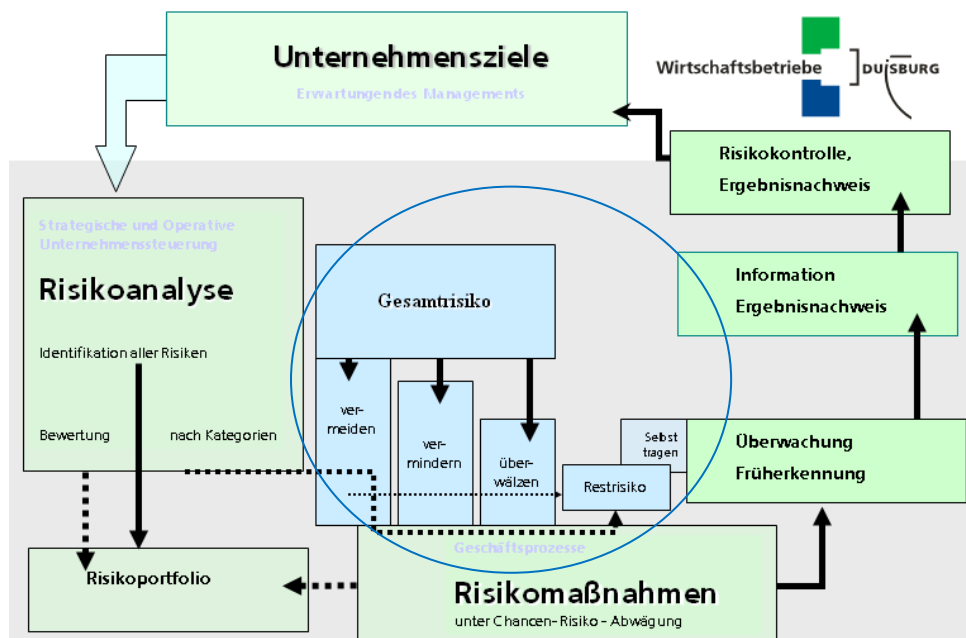 Unternehmensziele
Erwartungendes Managements
Wirtschaftsbetriebe DUISBURG
Risikokontrolle,
Ergebnisnachweis
Strategische und Operative
Unternehmenssteuerung
Risikoanalyse
Identifikation aller Risiken
Bewertung nach Kategorien
Gesamtrisiko
ver-
meiden
ver-
mindern
über-
wälzen
Restrisiko
Selbst
tragen
Information
Ergebnisnachweis
Überwachung
Früherkennung
Risikoportfolio
Geschäftsprozesse
Risikomaßnahmen
unter Chancen-Risiko-Abwägung